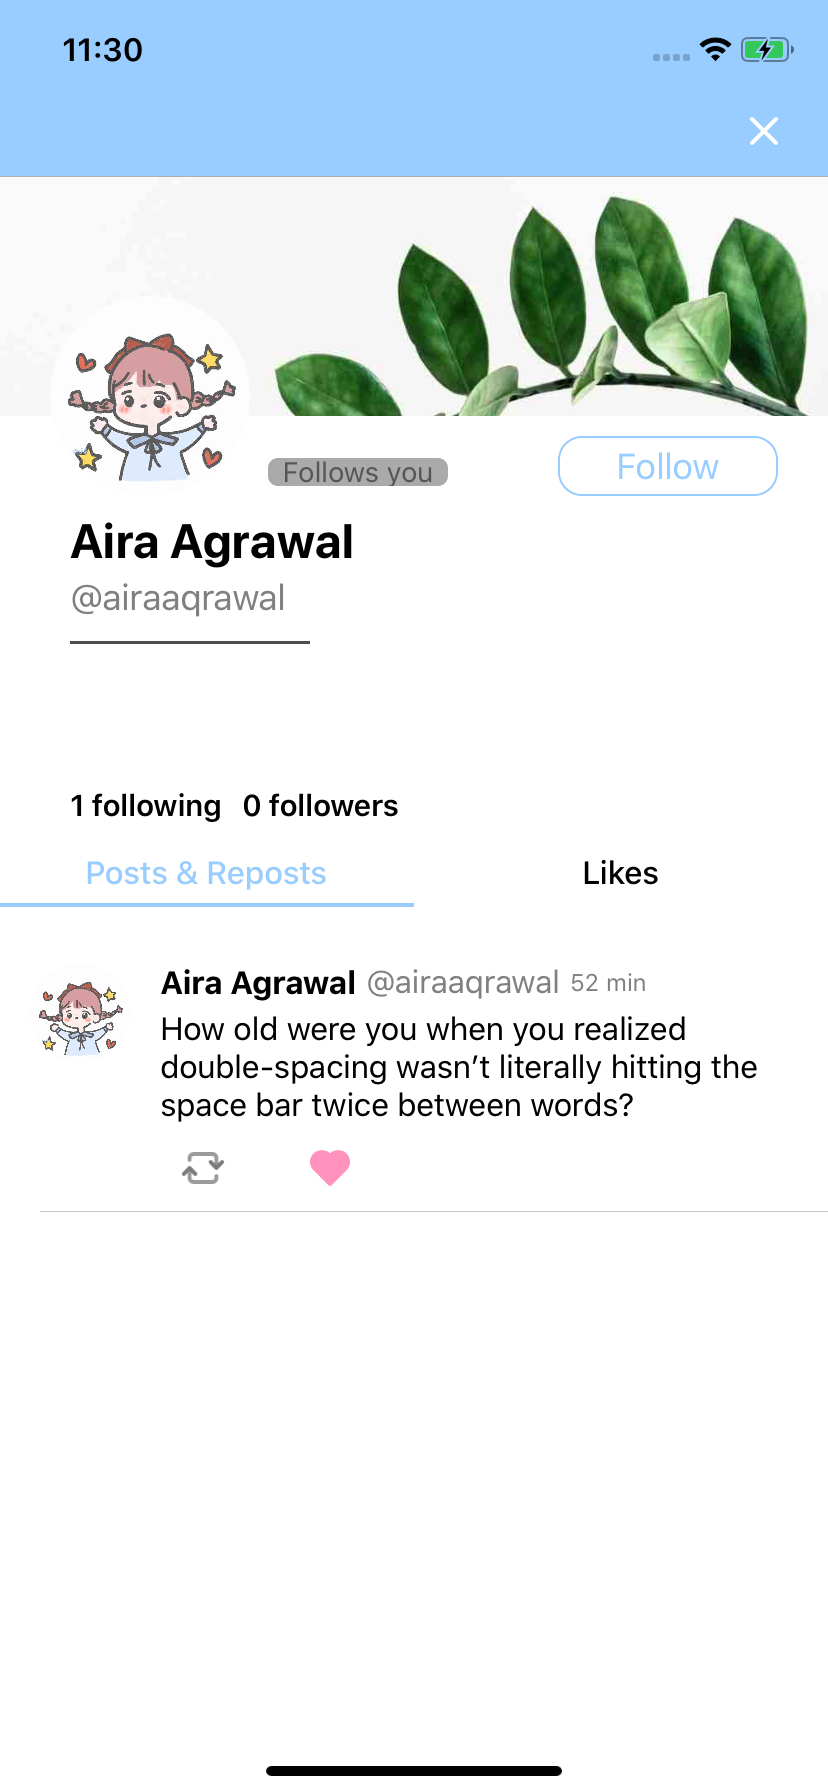 11:30
Follows you
Follow
Aira Agrawal
@airaaqrawal
1 following 0 followers
Posts & Reposts Likes
Aira Agrawal @airaaqrawal 52 min
How old were you when you realized
double-spacing wasn’t literally hitting the
space bar twice between words?